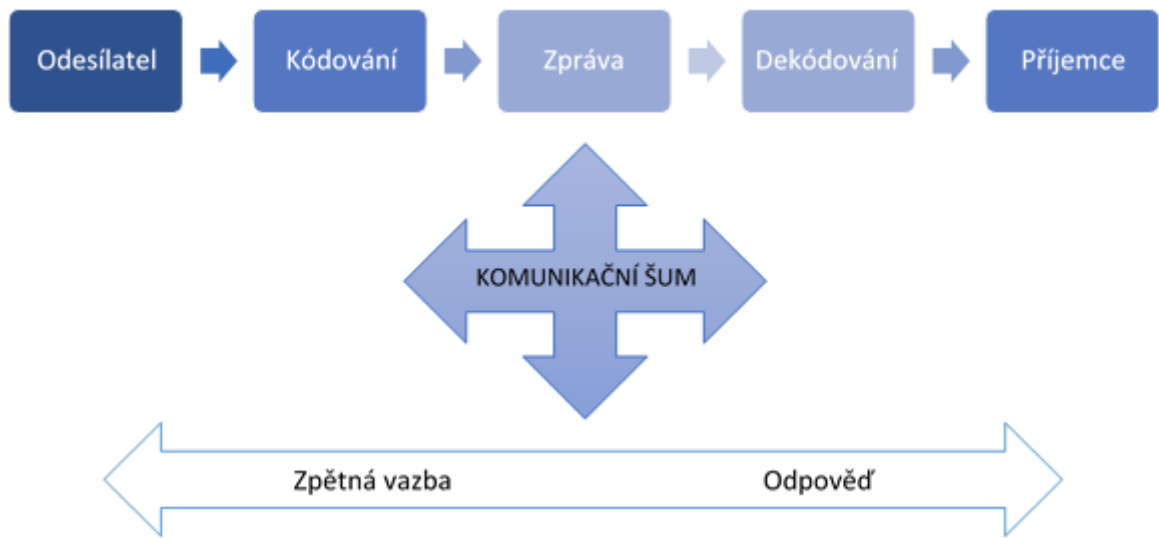 Odesílatel
Kódování
Zpráva
Dekódování
Příjemce
KOMUNIKAČNÍ ŠUM
Zpětná vazba
Odpověď